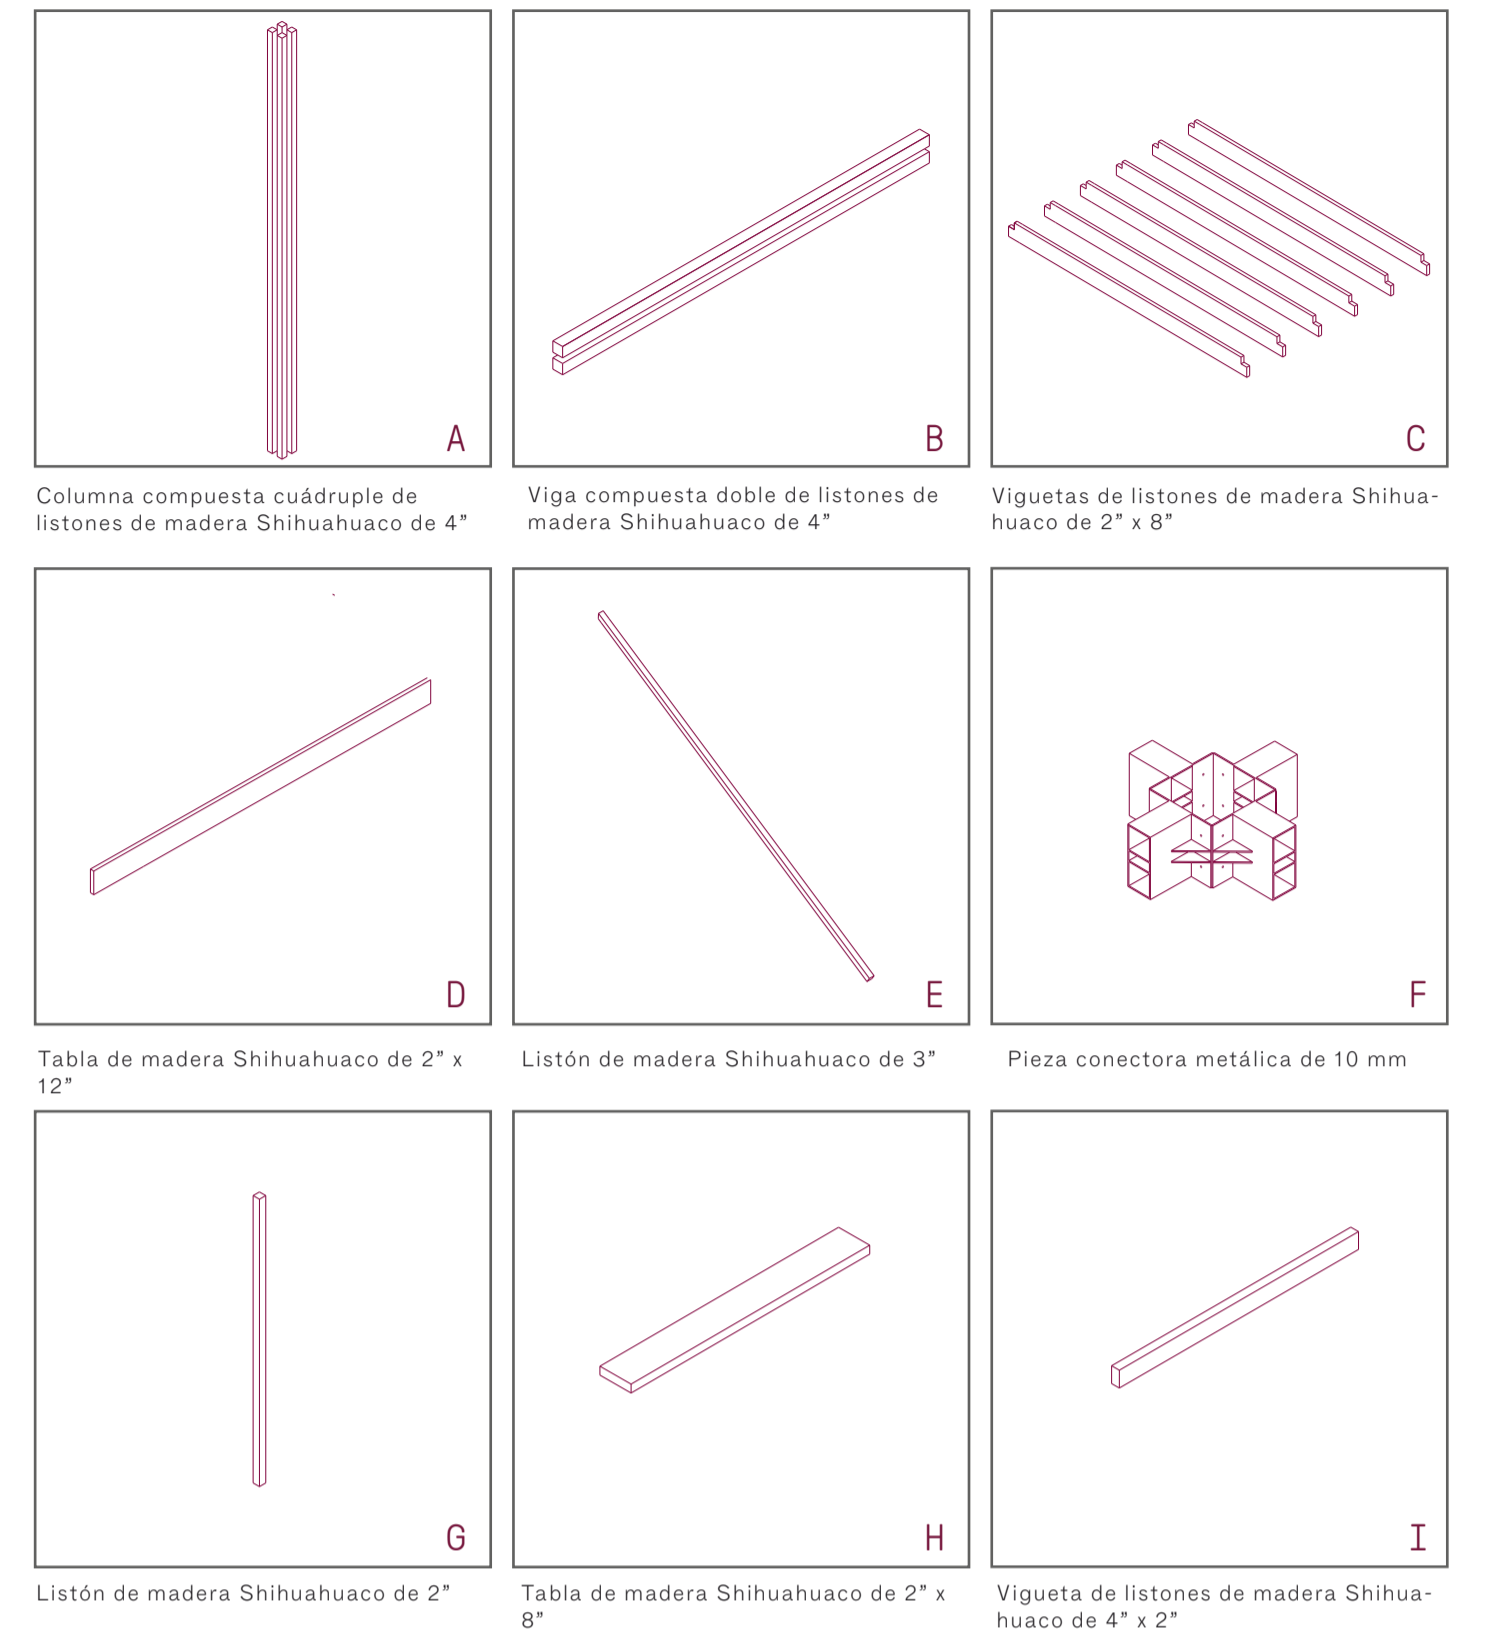 A
B
C
Columna compuesta cuádruple de
listones de madera Shihuahuaco de 4”
Viga compuesta doble de listones de
madera Shihuahuaco de 4”
Viguetas de listones de madera Shihua-
huaco de 2” x 8”
D
E
F
Tabla de madera Shihuahuaco de 2” x
12”
Listón de madera Shihuahuaco de 3”
Pieza conectora metálica de 10 mm
G
H
I
Listón de madera Shihuahuaco de 2”
Tabla de madera Shihuahuaco de 2” x
8”
Vigueta de listones de madera Shihua-
huaco de 4” x 2”